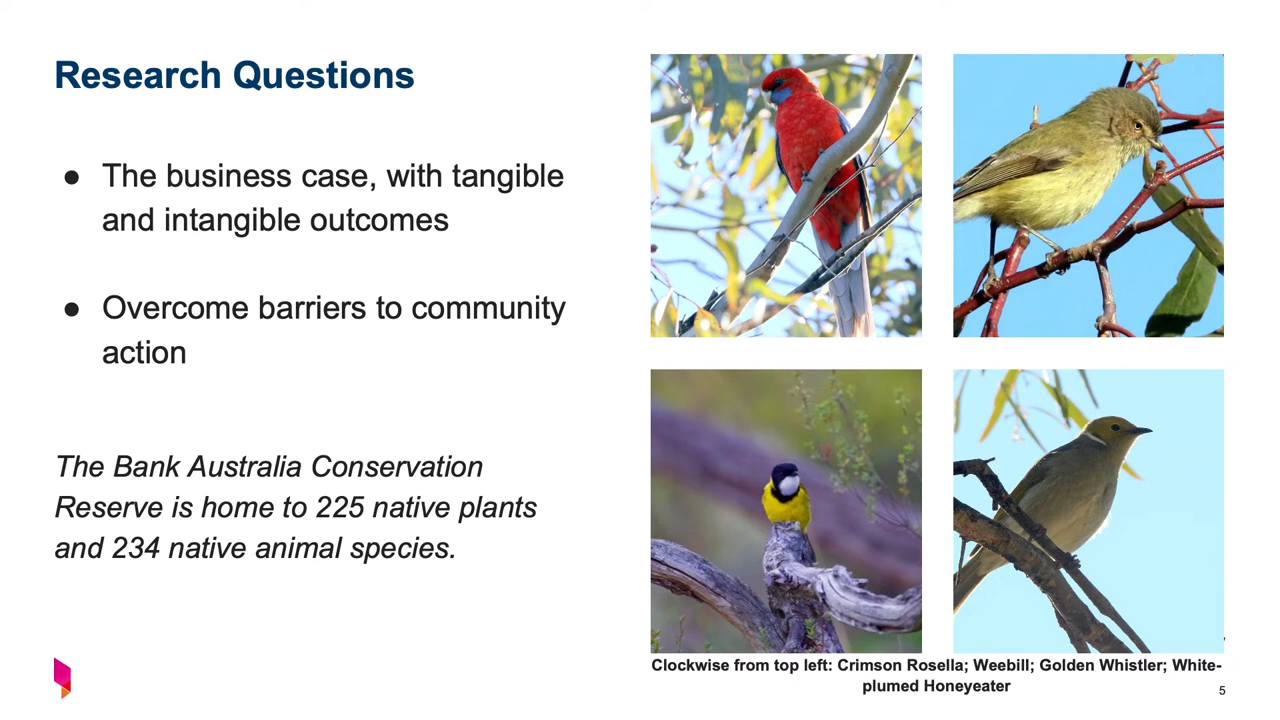 Research Questions
● The business case, with tangible
and intangible outcomes
● Overcome barriers to community
action
The Bank Australia Conservation
Reserve is home to 225 native plants
and 234 native animal species.
Clockwise from top left: Crimson Rosella; Weebill; Golden Whistler; White-
plumed Honeyeater
5